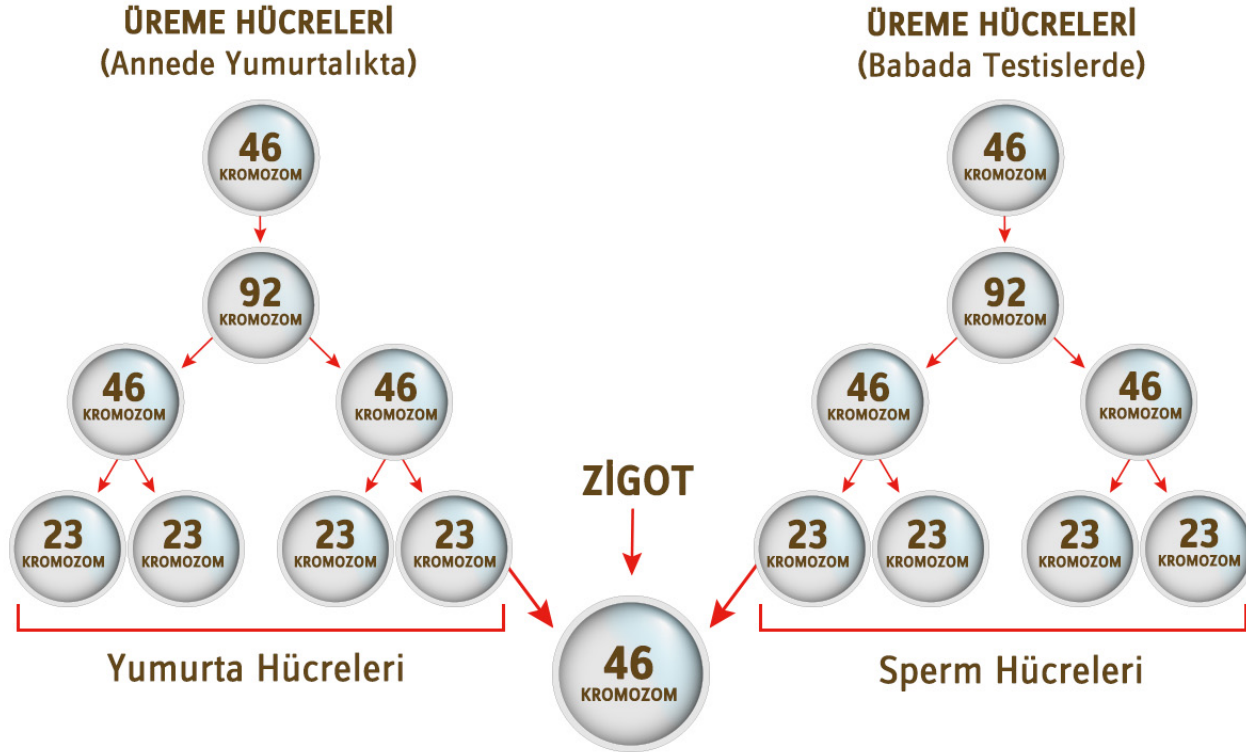 ÜREME HÜCRELERİ
(Annede Yumurtalıkta)
46
KROMOZOM
92
KROMOZOM
46
KROMOZOM
46
KROMOZOM
23
KROMOZOM
23
KROMOZOM
23
KROMOZOM
23
KROMOZOM
Yumurta Hücreleri
ZİGOT
46
KROMOZOM
ÜREME HÜCRELERİ
(Babada Testislerde)
46
KROMOZOM
92
KROMOZOM
46
KROMOZOM
46
KROMOZOM
23
KROMOZOM
23
KROMOZOM
23
KROMOZOM
23
KROMOZOM
Sperm Hücreleri